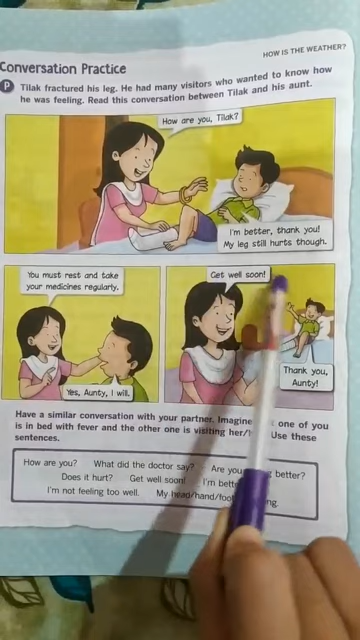 HOW IS THE WEATHER?
Conversation Practice
P Tilak fractured his leg. He had many visitors who wanted to know how
he was feeling. Read this conversation between Tilak and his aunt.
How are you, Tilak?
I'm better, thank you!
My leg still hurts though.
You must rest and take
your medicines regularly.
Yes, Aunty, I will.
Get well soon!
Thank you,
Aunty!
Have a similar conversation with your partner. Imagine one of you
is in bed with fever and the other one is visiting Use these
sentences.
How are you? What did the doctor say? Are better?
Does it hurt? Get well soon! I'm
I'm not feeling too well. My head/hand/foot